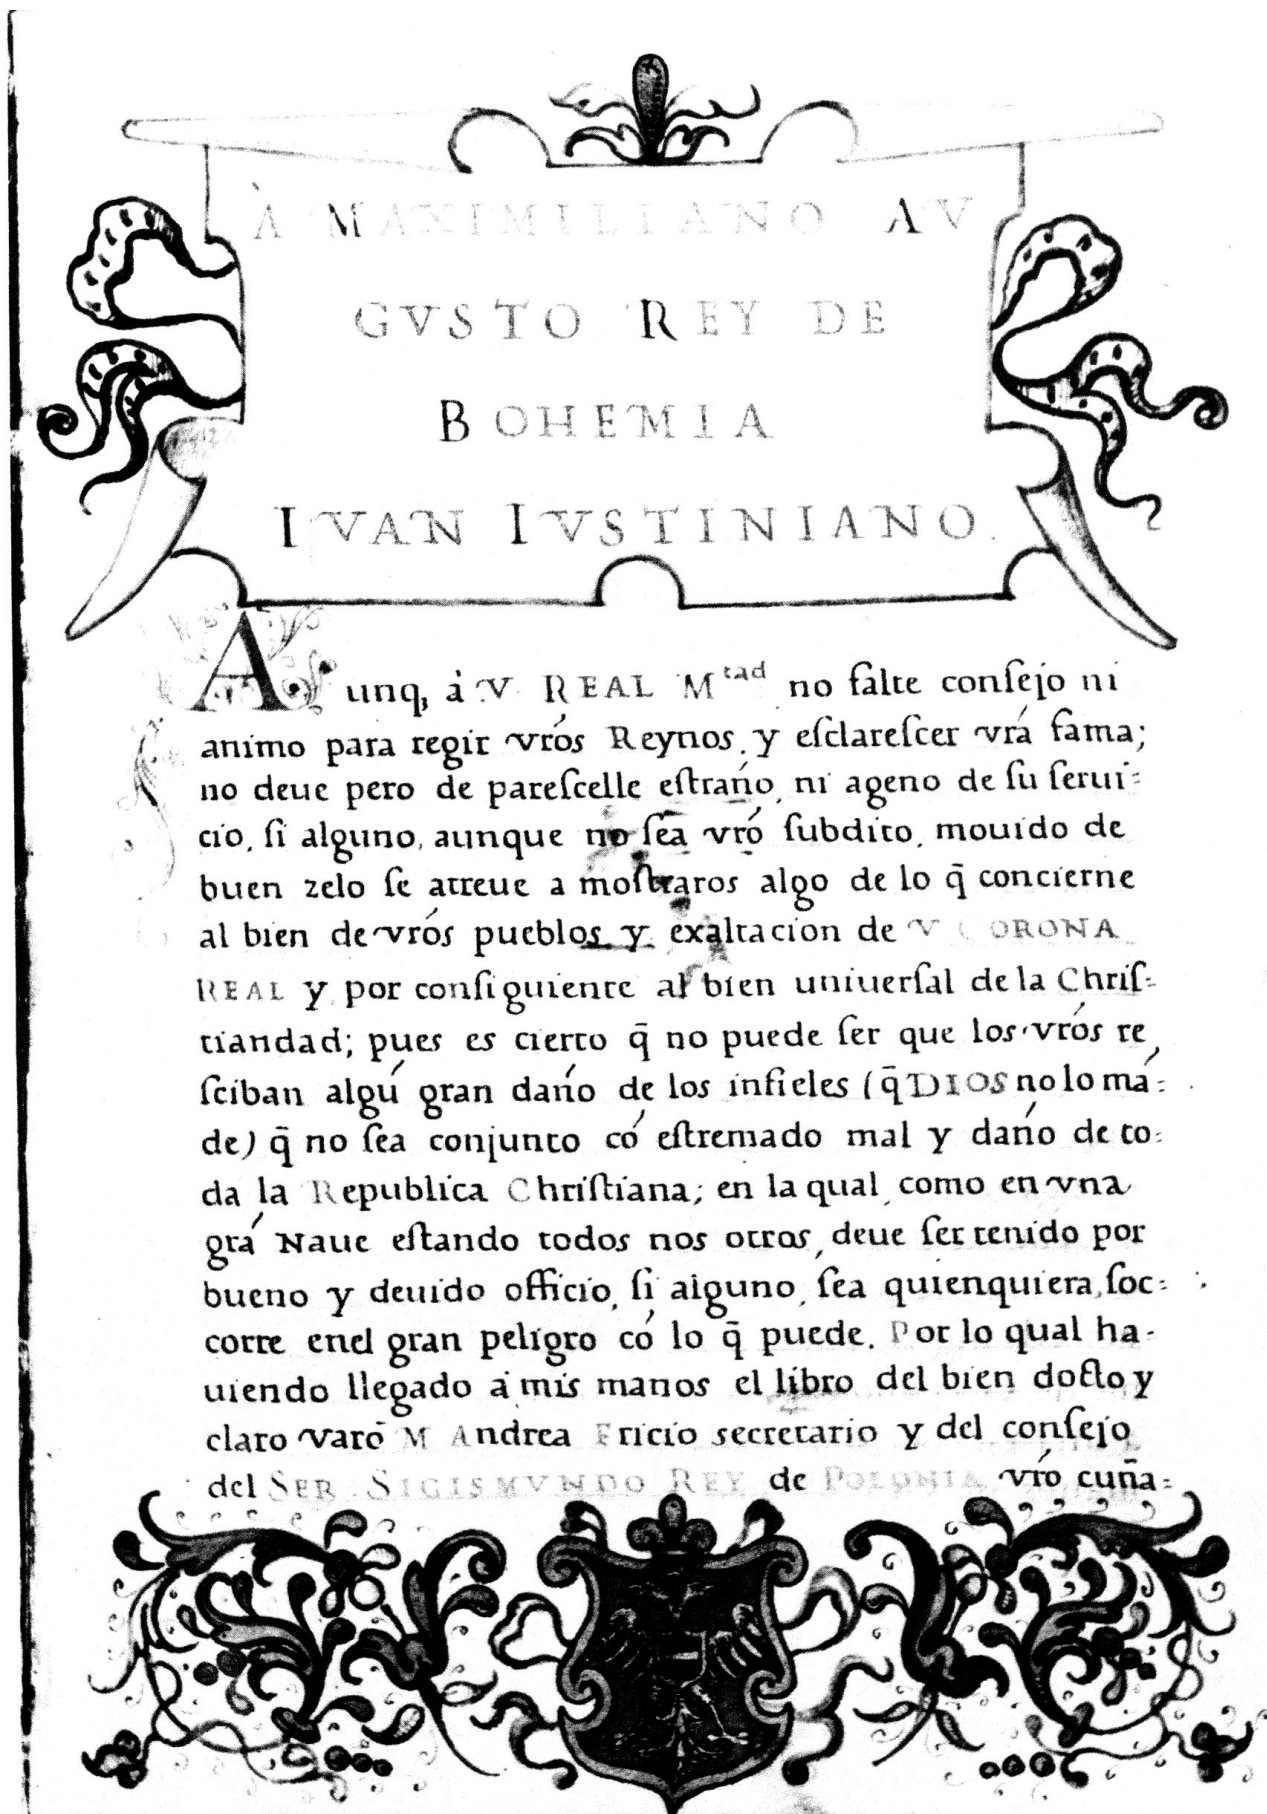 À MAXIMILIANO AV
GVSTO REY DE
BOHEMIA
IVAN IVSTINIANO.
Aunq, á V REAL Mtad no falte conſejo ni
animo para regir vrós Reynos, y eſclareſcer vrá fama;
no deue pero de pareſcelle eſtrańo, ni ageno de ſu ſerui-
cio, ſi alguno, aunque no ſea vró ſubdito, mouido de
buen zelo ſe atreue a moſtraros algo de lo q̄ concierne
al bien de vrós pueblos y exaltacion de V CORONA
REAL y por conſiguiente al bien uniuerſal de la Chriſ-
tiandad; pues es cierto q̄ no puede ſer que los vrós re
ſciban algú gran dańo de los infieles (q̄ DIOS no lo má-
de) q̄ no ſea conjunto có eſtremado mal y dańo de to-
da la Republica Chriſtiana; en la qual, como en vna
grá Naue eſtando todos nos otros, deue ſer tenido por
bueno y deuido officio, ſi alguno, ſea quienquiera, ſoc-
corre enel gran peligro có lo q̄ puede. Por lo qual ha-
uiendo llegado á mis manos el libro del bien docto y
claro varō M Andrea Fricio secretario y del conſejo
del SER. SIGISMVNDO REY de POLONIA vró cun̄a-